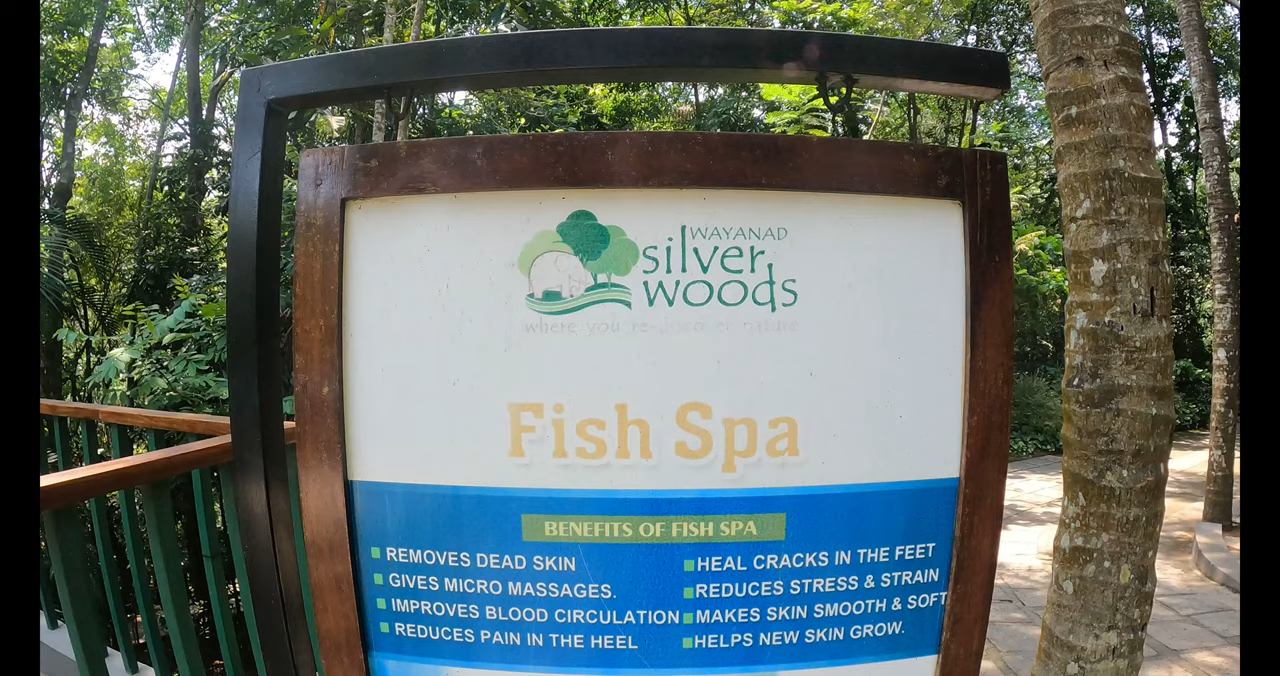 WAYANAD
silver
woods
where you re-discover nature
Fish Spa
BENEFITS OF FISH SPA
REMOVES DEAD SKIN
GIVES MICRO MASSAGES.
IMPROVES BLOOD CIRCULATION
REDUCES PAIN IN THE HEEL
HEAL CRACKS IN THE FEET
REDUCES STRESS & STRAIN
MAKES SKIN SMOOTH & SOFT
HELPS NEW SKIN GROW.